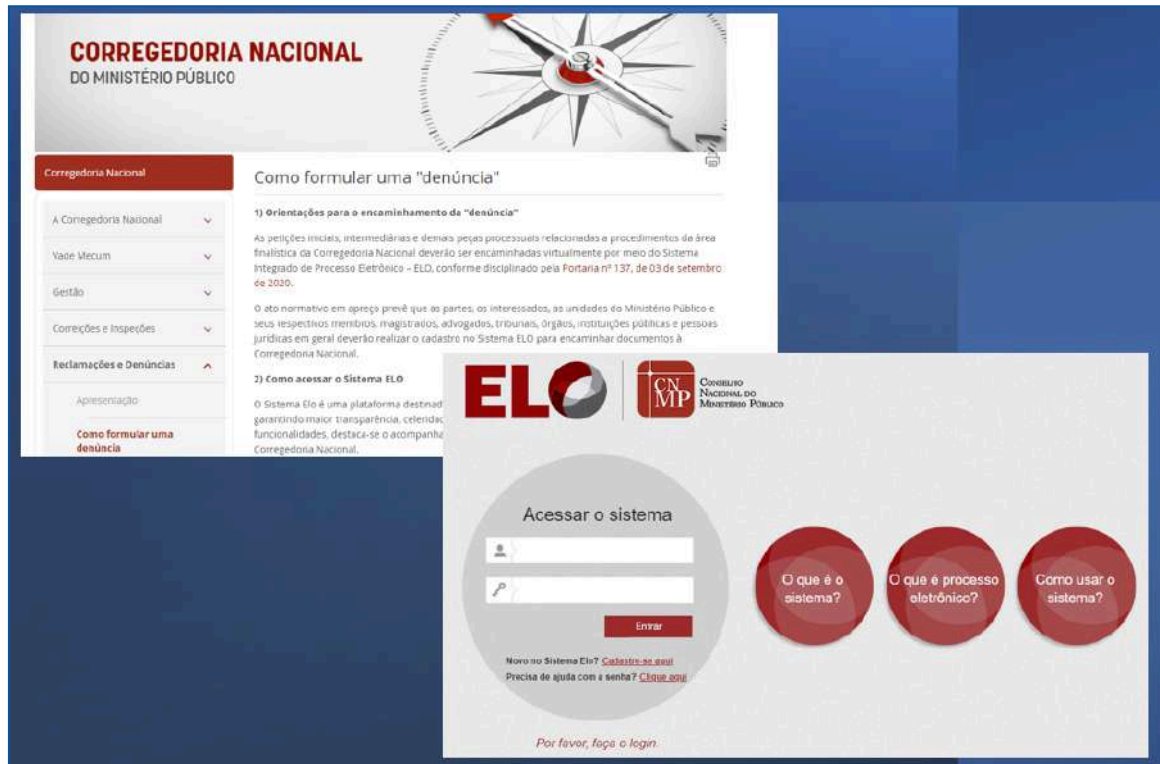 CORREGEDORIA NACIONAL
DO MINISTÉRIO PÚBLICO
Corregedoria Nacional
A Corregedoria Nacional
Vade Mecum
Gestão
Correições e Inspeções
Reclamações e Denúncias
Apresentação
Como formular uma
denúncia
Como formular uma "denúncia"
1) Orientações para o encaminhamento da "denúncia"
As petições iniciais, intermediárias e demais peças processuais relacionadas a procedimentos da área
finalística da Corregedoria Nacional deverão ser encaminhadas virtualmente por meio do Sistema
Integrado de Processo Eletrônico – ELO, conforme disciplinado pela Portaria nº 137, de 03 de setembro
de 2020.
O ato normativo em apreço prevê que as partes, os interessados, as unidades do Ministério Público e
seus respectivos membros, magistrados, advogados, tribunais, órgãos, instituições públicas e pessoas
jurídicas em geral deverão realizar o cadastro no Sistema ELO para encaminhar documentos à
Corregedoria Nacional.
2) Como acessar o Sistema ELO
O Sistema Elo é uma plataforma
garantindo maior transparência,
funcionalidades, destaca-se o
Corregedoria Nacional.
ELO
CN
MP
CONSELHO
NACIONAL DO
MINISTÉRIO PÚBLICO
Acessar o sistema
Entrar
Novo no Sistema Elo? Cadastre-se aqui
Precisa de ajuda com a senha? Clique aqui
Por favor, faça o login.
O que é o
sistema?
O que é processo
eletrônico?
Como usar o
sistema?